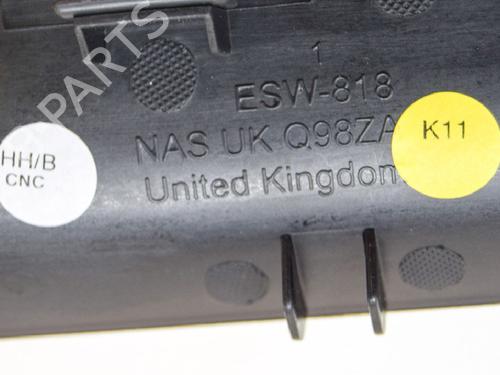 PARTS
1
ESW-818
NAS UK Q98ZA
United Kingdom
HH/B
CNC
K11